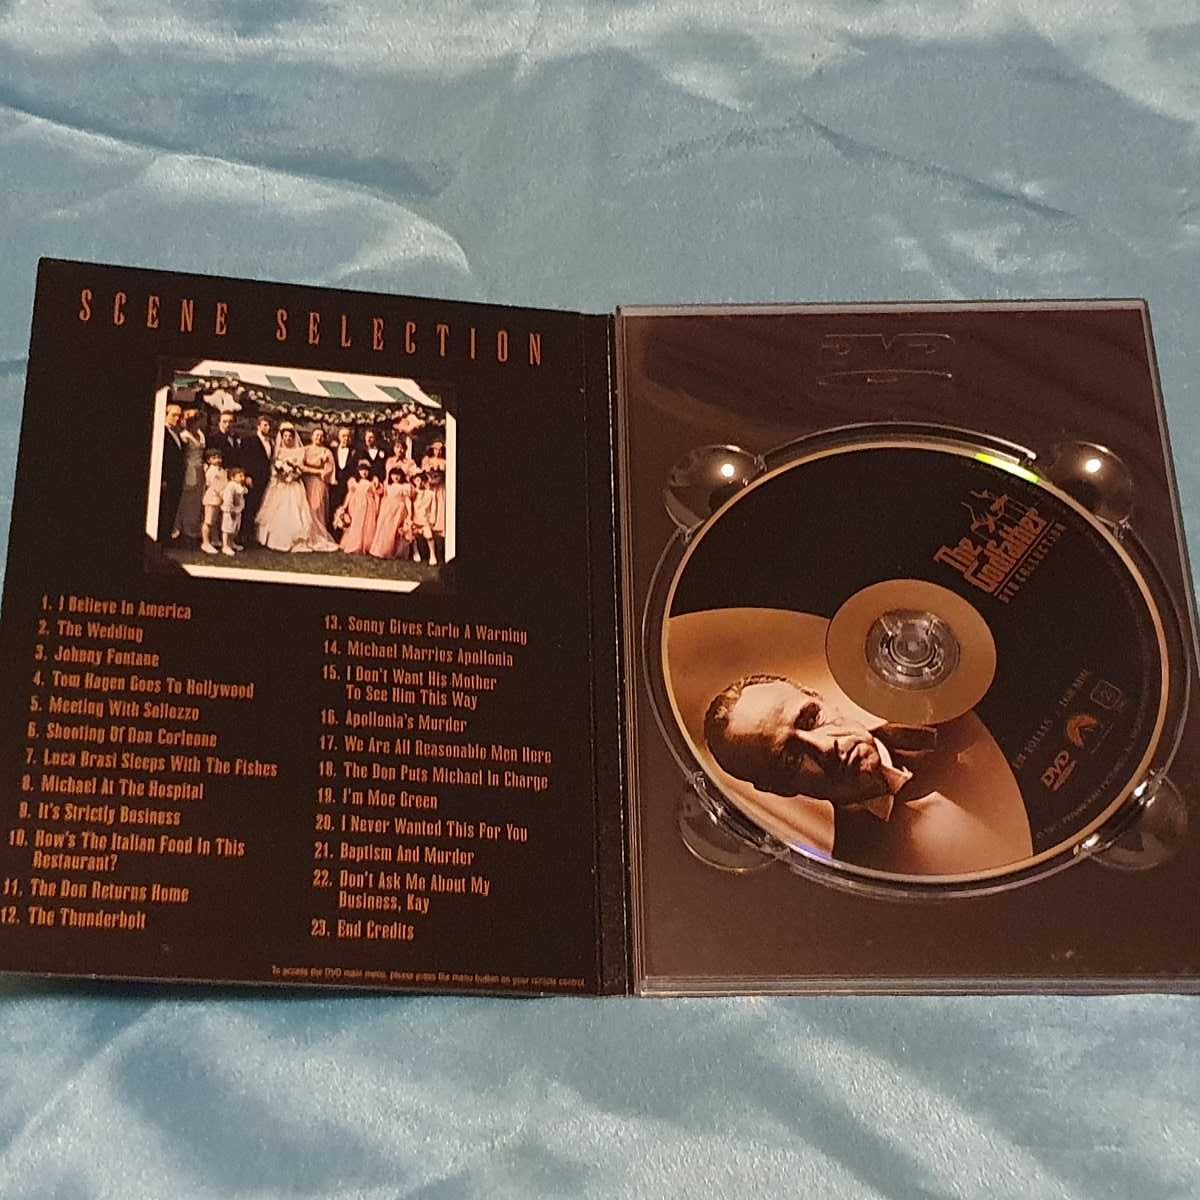 SCENE SELECTION
1. I Believe In America
2. The Wedding
3. Johnny Fontane
4. Tom Hagen Goes To Hollywood
5. Meeting With Sollozzo
6. Shooting Of Don Corleone
7. Luca Brasi Sleeps With The Fishes
8. Michael At The Hospital
9. It's Strictly Business
10. How's The Italian Food In This
Restaurant?
11. The Don Returns Home
12. The Thunderbolt
13. Sonny Gives Carlo A Warning
14. Michael Marries Apollonia
15. I Don't Want His Mother
To See Him This Way
16. Apollonia's Murder
17. We Are All Reasonable Men Here
18. The Don Puts Michael In Charge
19. I'm Moe Green
20. I Never Wanted This For You
21. Baptism And Murder
22. Don't Ask Me About My
Business, Kay
23. End Credits
To access the DVD main menu, please press the menu button on your remote control.
DVD
The
Godfather
DVD COLLECTION
DVD
2